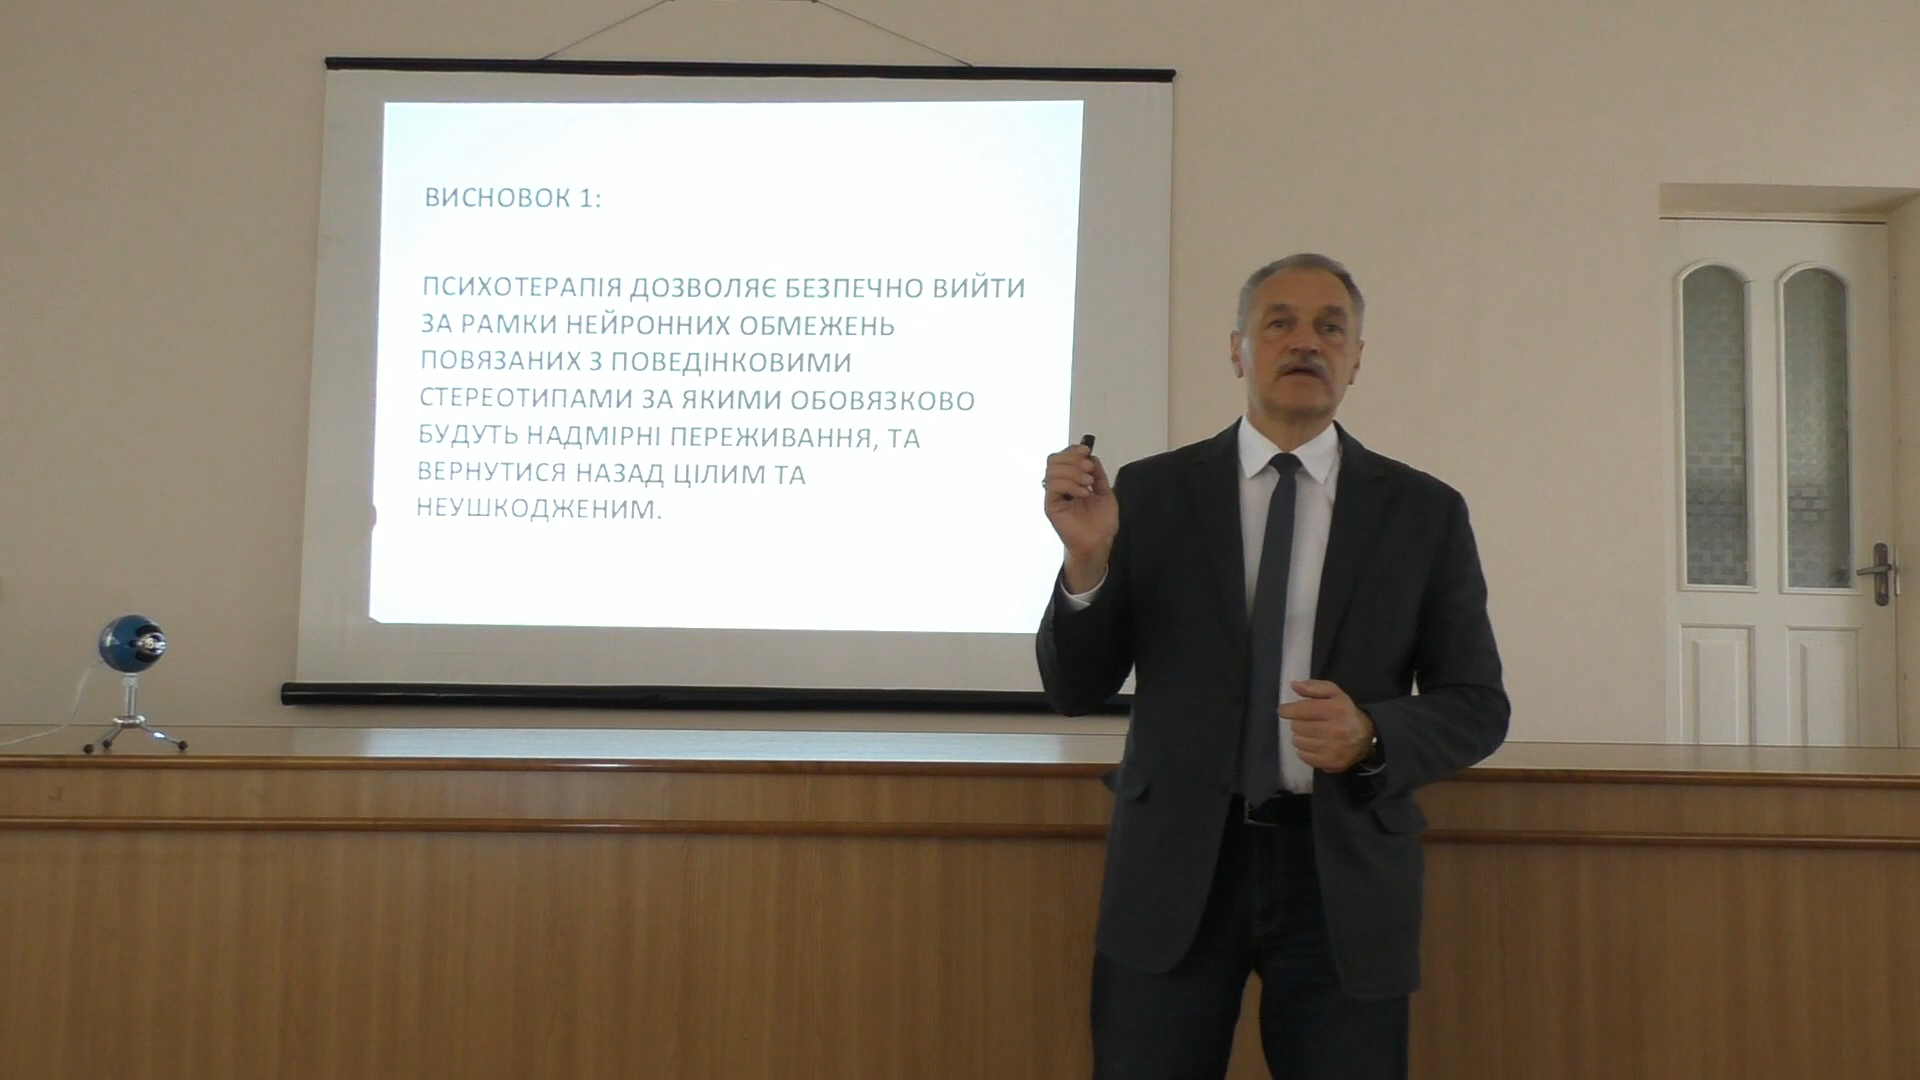 ВИСНОВОК 1:
ПСИХОТЕРАПІЯ ДОЗВОЛЯЄ БЕЗПЕЧНО ВИЙТИ
ЗА РАМКИ НЕЙРОННИХ ОБМЕЖЕНЬ
ПОВЯЗАНИХ З ПОВЕДІНКОВИМИ
СТЕРЕОТИПАМИ ЗА ЯКИМИ ОБОВЯЗКОВО
БУДУТЬ НАДМІРНІ ПЕРЕЖИВАННЯ, ТА
ВЕРНУТИСЯ НАЗАД ЦІЛИМ ТА
НЕУШКОДЖЕНИМ.